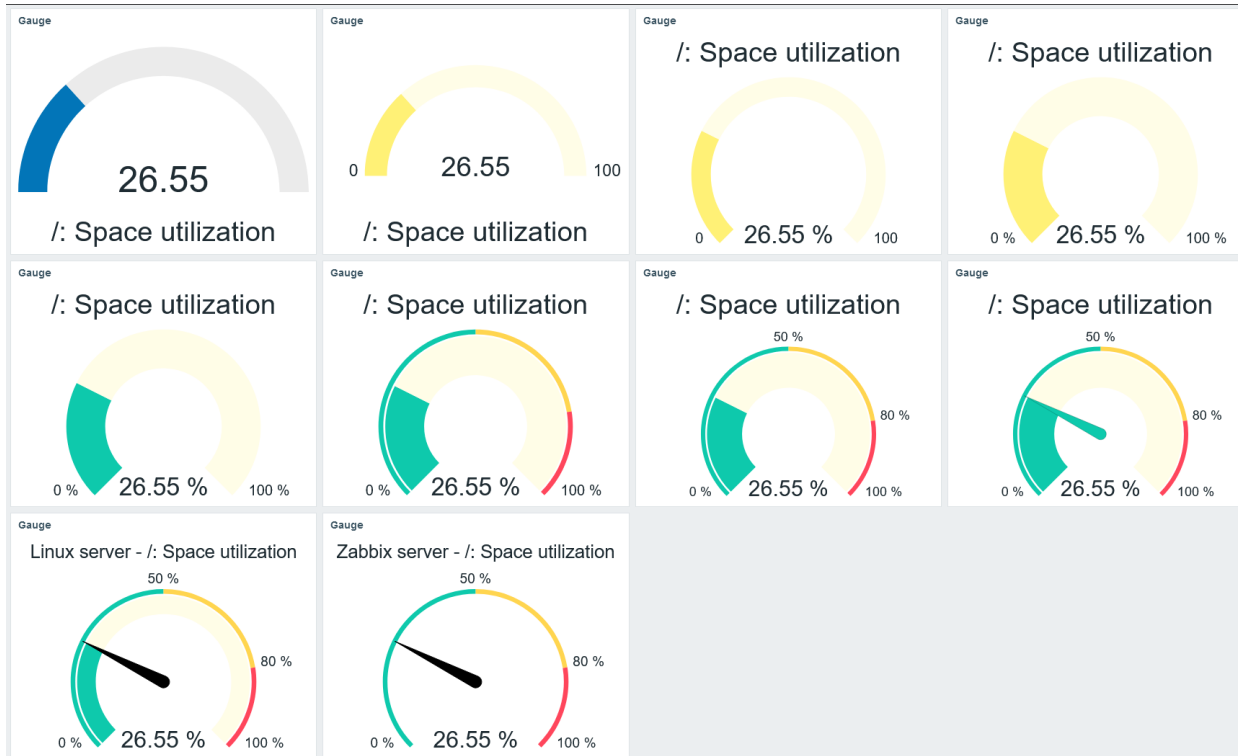 Gauge
26.55
/: Space utilization
Gauge
0
26.55
100
/: Space utilization
Gauge
/: Space utilization
0
26.55 %
100
Gauge
/: Space utilization
0 %
26.55 %
100 %
Gauge
/: Space utilization
0 %
26.55 %
100 %
Gauge
/: Space utilization
0 %
26.55 %
100 %
Gauge
/: Space utilization
50 %
80 %
0 %
26.55 %
100 %
Gauge
/: Space utilization
50 %
80 %
0 %
26.55 %
100 %
Gauge
Linux server - /: Space utilization
50 %
80 %
0 %
26.55 %
100 %
Gauge
Zabbix server - /: Space utilization
50 %
80 %
0 %
26.55 %
100 %